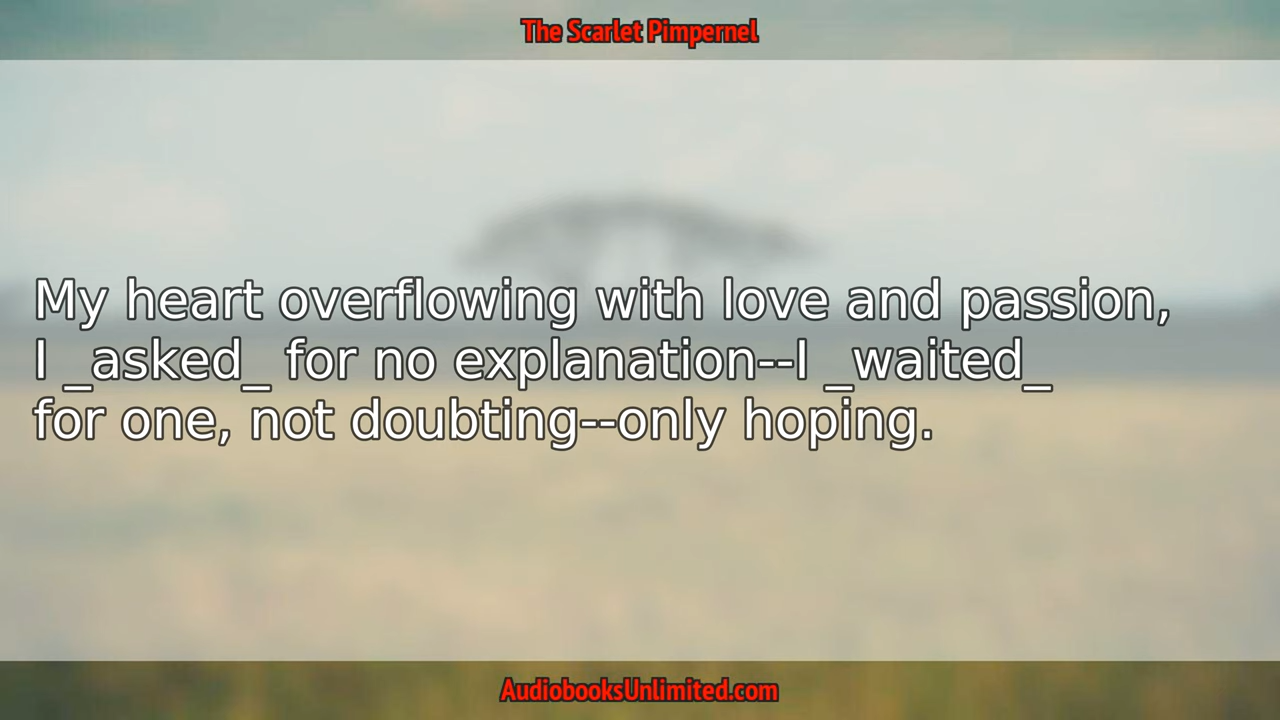 The Scarlet Pimpernel
My heart overflowing with love and passion,
I _asked_ for no explanation--I _waited_
for one, not doubting--only hoping.
AudiobooksUnlimited.com